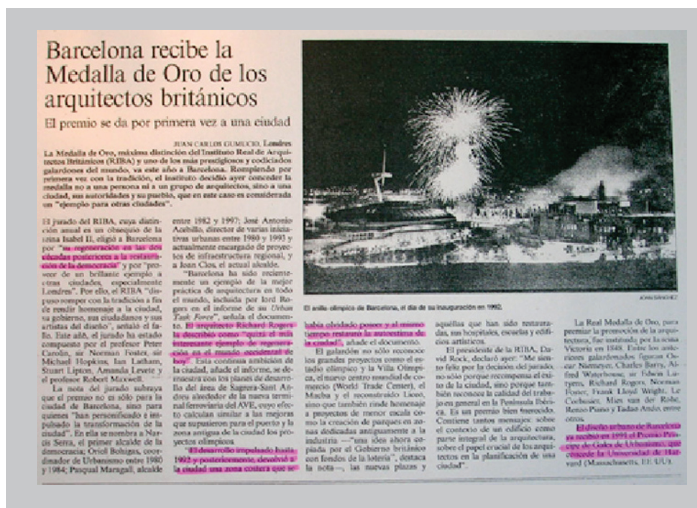 Barcelona recibe la
Medalla de Oro de los
arquitectos británicos
El premio se da por primera vez a una ciudad
JUAN CARLOS GUMUCIO, Londres
La Medalla de Oro, máxima distinción del Instituto Real de Arqui-
tectos Británicos (RIBA) y uno de los más prestigiosos y codiciados
galardones del mundo, va este año a Barcelona. Rompiendo por
primera vez con la tradición, el instituto decidió ayer conceder la
medalla no a una persona ni a un grupo de arquitectos, sino a una
ciudad, sus autoridades y su pueblo, que en este caso es considerada
un "ejemplo para otras ciudades".
El jurado del RIBA, cuya distin-
ción anual es un obsequio de la
reina Isabel II, eligió a Barcelona
por "su regeneración en las dos
décadas posteriores a la restaura-
ción de la democracia" y por "pro-
veer de un brillante ejemplo a
otras ciudades, especialmente
Londres". Por ello, el RIBA
romper con la tradición a fin
de rendir homenaje a la ciudad,
su gobierno, sus ciudadanos y sus
artistas del diseño", señaló el fa-
llo. Este año, el jurado ha estado
compuesto por el profesor Peter
Carolin, sir Norman Foster, sir
Michael Hopkins, Ian Latham,
Stuart Lipton, Amanda Levete y
el profesor Robert Maxwell.
La nota del jurado subraya
que el premio no es sólo para la
ciudad de Barcelona, sino para
quienes "han personificado e im-
pulsado la transformación de la
ciudad". En ella se nombra a Nar-
cís Serra, el primer alcalde de la
democracia; Oriol Bohigas, coor-
dinador de Urbanismo entre 1980
y 1984; Pasqual Maragall, alcalde
entre 1982 y 1997; José Antonio
Acebillo, director de varias inicia-
tivas urbanas entre 1980 y 1993 y
actualmente encargado de proyec-
tos de infraestructura regional, y
a Joan Clos, el actual alcalde.
"Barcelona ha sido reciente-
mente un ejemplo de la mejor
práctica de arquitectura en todo
el mundo, incluida por lord Ro-
gers en el informe de su Urban
Task Force", señala el documen-
to. El arquitecto Richard Rogers
la describió como "quizá el más
interesante ejemplo de regenera-
ción en el mundo occidental de
hoy". Esta continua ambición de
la ciudad, añade el informe, se de-
muestra con los planes de desarro-
llo del área de Sagrera-Sant An-
dreu alrededor de la nueva termi-
nal ferroviaria del AVE, cuyo efec-
to calculan similar a las mejoras
que supusieron para el puerto y la
zona antigua de la ciudad los pro-
yectos olímpicos.
"El desarrollo impulsado hasta
1992 y posteriormente, devolvió a
la ciudad una zona costera que se
JOAN SÁNCHEZ
El anillo olímpico de Barcelona, el día de su inauguración en 1992.
había olvidado poseer y al mismo
tiempo restauró la autoestima de
la ciudad", añade el documento.
El galardón no sólo reconoce
los grandes proyectos como el es-
tadio olímpico y la Villa Olímpi-
ca, el nuevo centro mundial de co-
mercio (World Trade Center), el
Macba y el reconstruido Liceo,
sino que también rinde homenaje
a proyectos de menor escala co-
mo la creación de parques en zo-
nas dedicadas antiguamente a la
industria —"una idea ahora co-
piada por el Gobierno británico
con fondos de la lotería", destaca
la nota—, las nuevas plazas y
aquéllas que han sido restaura-
das, sus hospitales, escuelas y edifi-
cios artísticos.
El presidente de la RIBA, Da-
vid Rock, declaró ayer: "Me sien-
to feliz por la decisión del jurado,
no sólo porque recompensa el éxi-
to de la ciudad, sino porque tam-
bién reconoce la calidad del traba-
jo en general en la Península Ibéri-
ca. Es un premio bien merecido.
Contiene tantos mensajes: sobre
el contexto de un edificio como
parte integral de la arquitectura,
sobre el papel crucial de los arqui-
tectos en la planificación de una
ciudad".
La Real Medalla de Oro, para
premiar la promoción de la arqui-
tectura, fue instituida por la reina
Victoria en 1848. Entre los ante-
riores galardonados figuran Os-
car Niemeyer, Charles Barry, Al-
fred Waterhouse, sir Edwin Lu-
tyens, Richard Rogers, Norman
Foster, Frank Lloyd Wright, Le
Corbusier, Mies van der Rohe,
Renzo Piano y Tadao Ando, entre
otros.
El diseño urbano de Barcelona
ya recibió en 1991 el Premio Prín-
cipe de Gales de Urbanismo, que
concede la Universidad de Har-
vard (Massachusetts, EE UU).